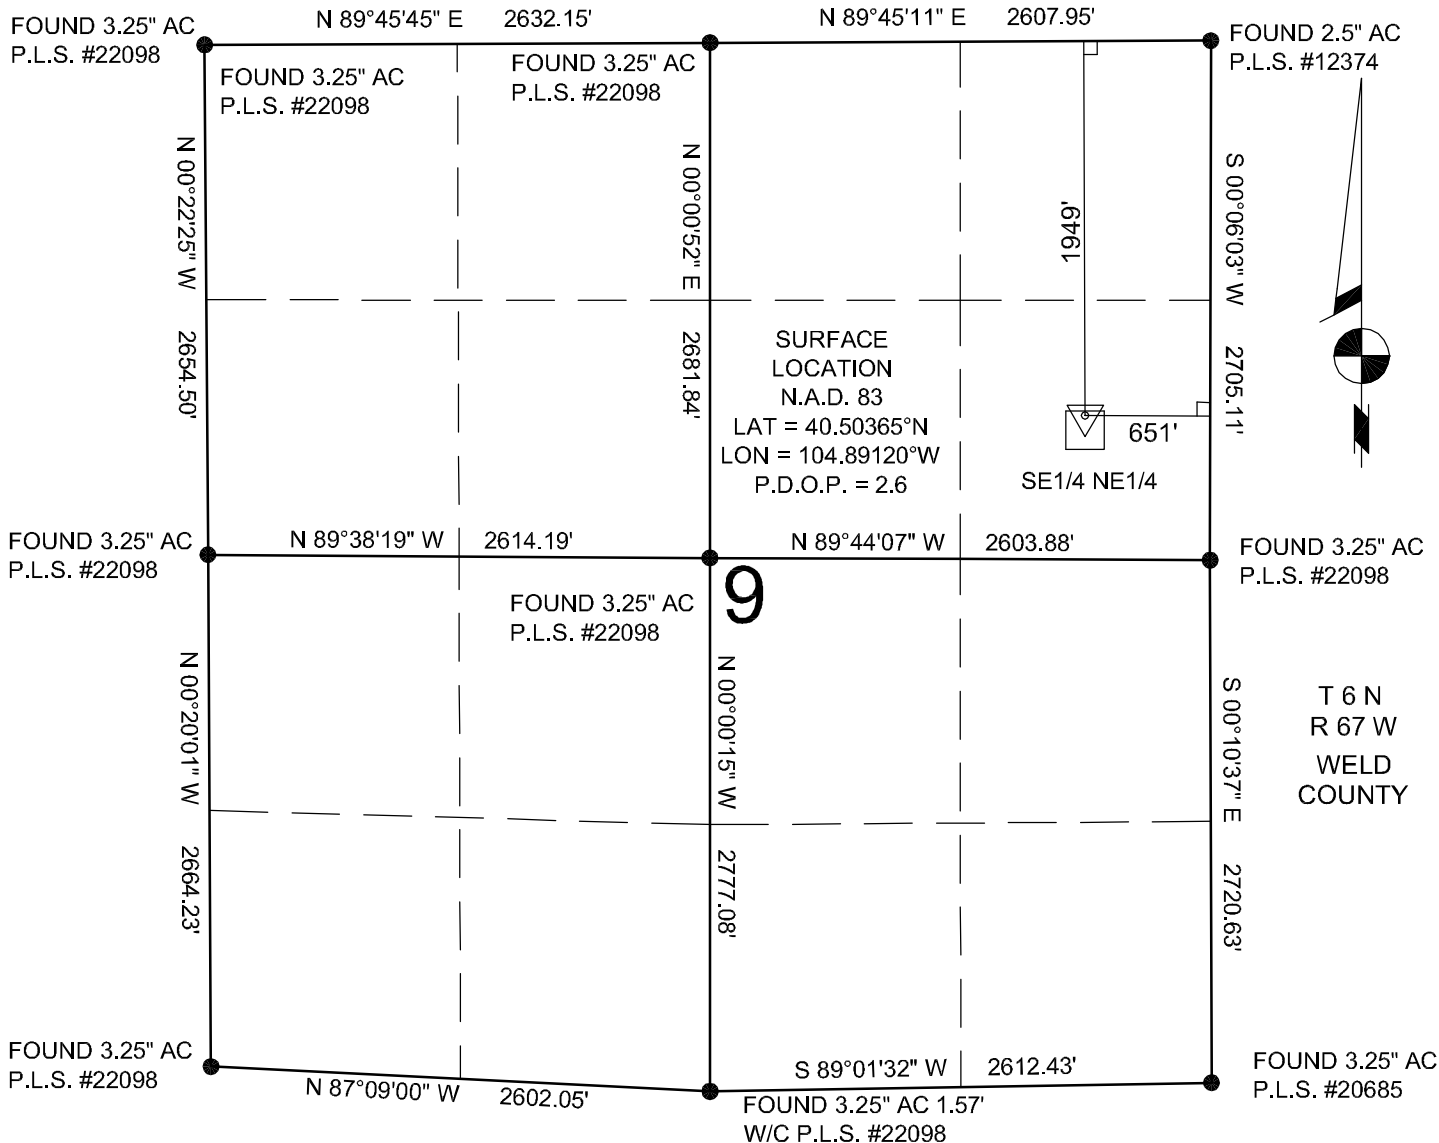 N 89°45'45" E 2632.15'
N 89°45'11" E 2607.95'
FOUND 3.25" AC
P.L.S. #22098
FOUND 3.25" AC
P.L.S. #22098
FOUND 3.25" AC
P.L.S. #22098
FOUND 2.5" AC
P.L.S. #12374
N 00°22'25" W 2654.50'
N 00°00'52" E 2681.84'
1949'
S 00°06'03" W 2705.11'
SURFACE
LOCATION
N.A.D. 83
LAT = 40.50365°N
LON = 104.89120°W
P.D.O.P. = 2.6
651'
SE1/4 NE1/4
FOUND 3.25" AC
P.L.S. #22098
N 89°38'19" W 2614.19'
N 89°44'07" W 2603.88'
FOUND 3.25" AC
P.L.S. #22098
9
FOUND 3.25" AC
P.L.S. #22098
N 00°20'01" W 2664.23'
N 00°00'15" W 2777.08'
S 00°10'37" E 2720.63'
T 6 N
R 67 W
WELD
COUNTY
FOUND 3.25" AC
P.L.S. #22098
N 87°09'00" W 2602.05'
S 89°01'32" W 2612.43'
FOUND 3.25" AC
P.L.S. #20685
FOUND 3.25" AC 1.57'
W/C P.L.S. #22098